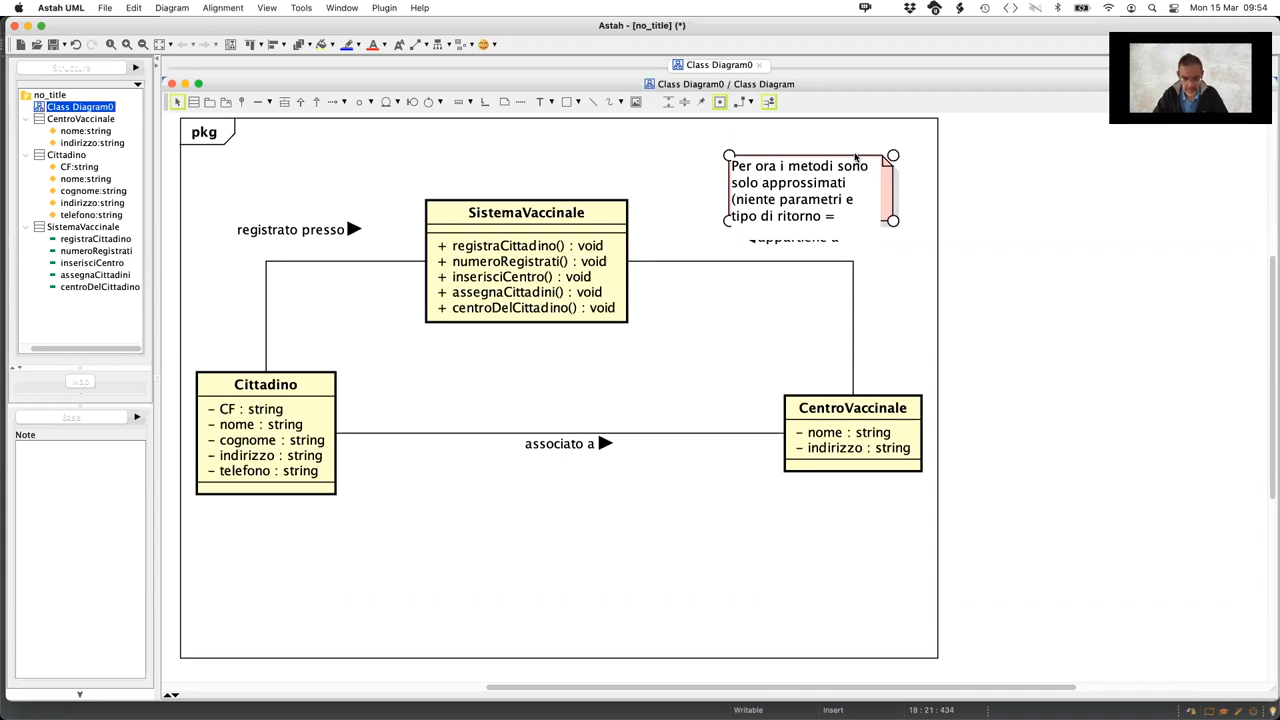 Astah UML File Edit Diagram Alignment View Tools Window Plugin Help Mon 15 Mar 09:54
Astah - [no_title] (*)
Structure
Class Diagram0
Class Diagram0 / Class Diagram
no_title
Class Diagram0
CentroVaccinale
nome:string
indirizzo:string
Cittadino
CF:string
nome:string
cognome:string
indirizzo:string
telefono:string
SistemaVaccinale
registraCittadino
numeroRegistrati
inserisciCentro
assegnaCittadini
centroDelCittadino
Map
Base
Note
pkg
Per ora i metodi sono
solo approssimati
(niente parametri e
tipo di ritorno =
appartiene a
registrato presso
SistemaVaccinale
+ registraCittadino() : void
+ numeroRegistrati() : void
+ inserisciCentro() : void
+ assegnaCittadini() : void
+ centroDelCittadino() : void
Cittadino
- CF : string
- nome : string
- cognome : string
- indirizzo : string
- telefono : string
associato a
CentroVaccinale
- nome : string
- indirizzo : string
Writable Insert 18 : 21 : 434